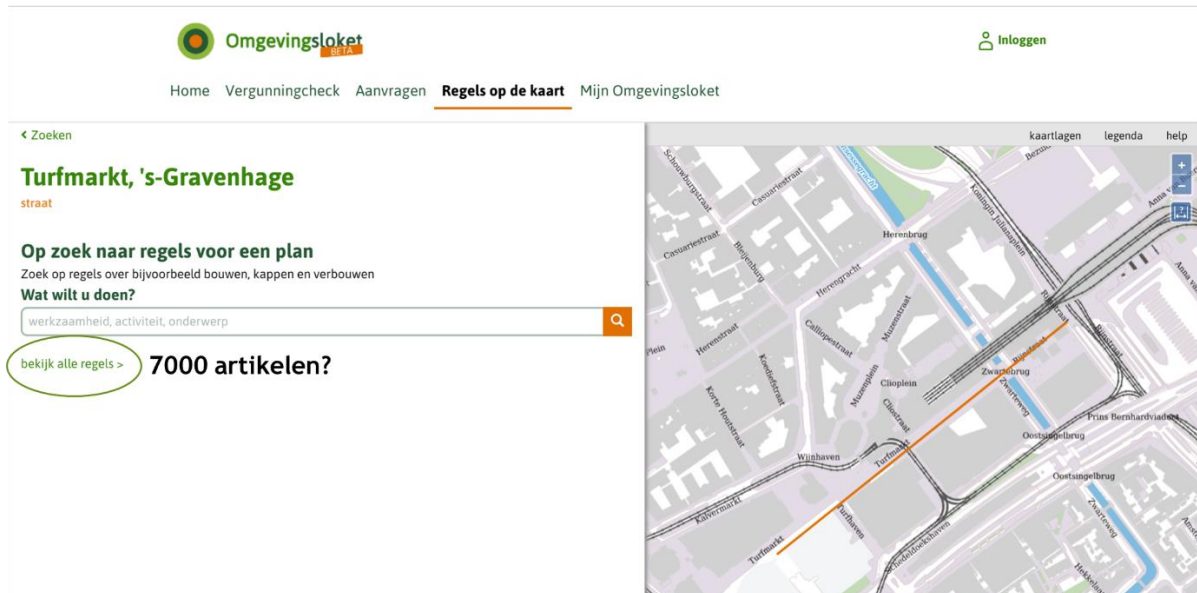 Omgevingsloket
BETA
Inloggen
Home Vergunningcheck Aanvragen Regels op de kaart Mijn Omgevingsloket
< Zoeken
kaartlagen legenda help
Turfmarkt, 's-Gravenhage
straat
Op zoek naar regels voor een plan
Zoek op regels over bijvoorbeeld bouwen, kappen en verbouwen
Wat wilt u doen?
werkzaamheid, activiteit, onderwerp
bekijk alle regels >
7000 artikelen?
+
-
Schouwburgstraat
Casuariestraat
Casuariestraat
Bleijenburg
Herengracht
Herenbrug
Koningin Julianaplein
Herenstraat
Calliopestraat
Muzenstraat
Plein
Koediefstraat
Muzenplein
Clioplein
Cliostraat
Korte Houtstraat
Rijnstraat
Rijnstraat
Zwartebrug
Zwarteweg
Prins Bernhardviaduct
Oostsingelbrug
Oostsingelbrug
Wijnhaven
Turfmarkt
Kalvermarkt
Turfhaven
Turfmarkt
Schedeldoekshaven
Zwarteweg